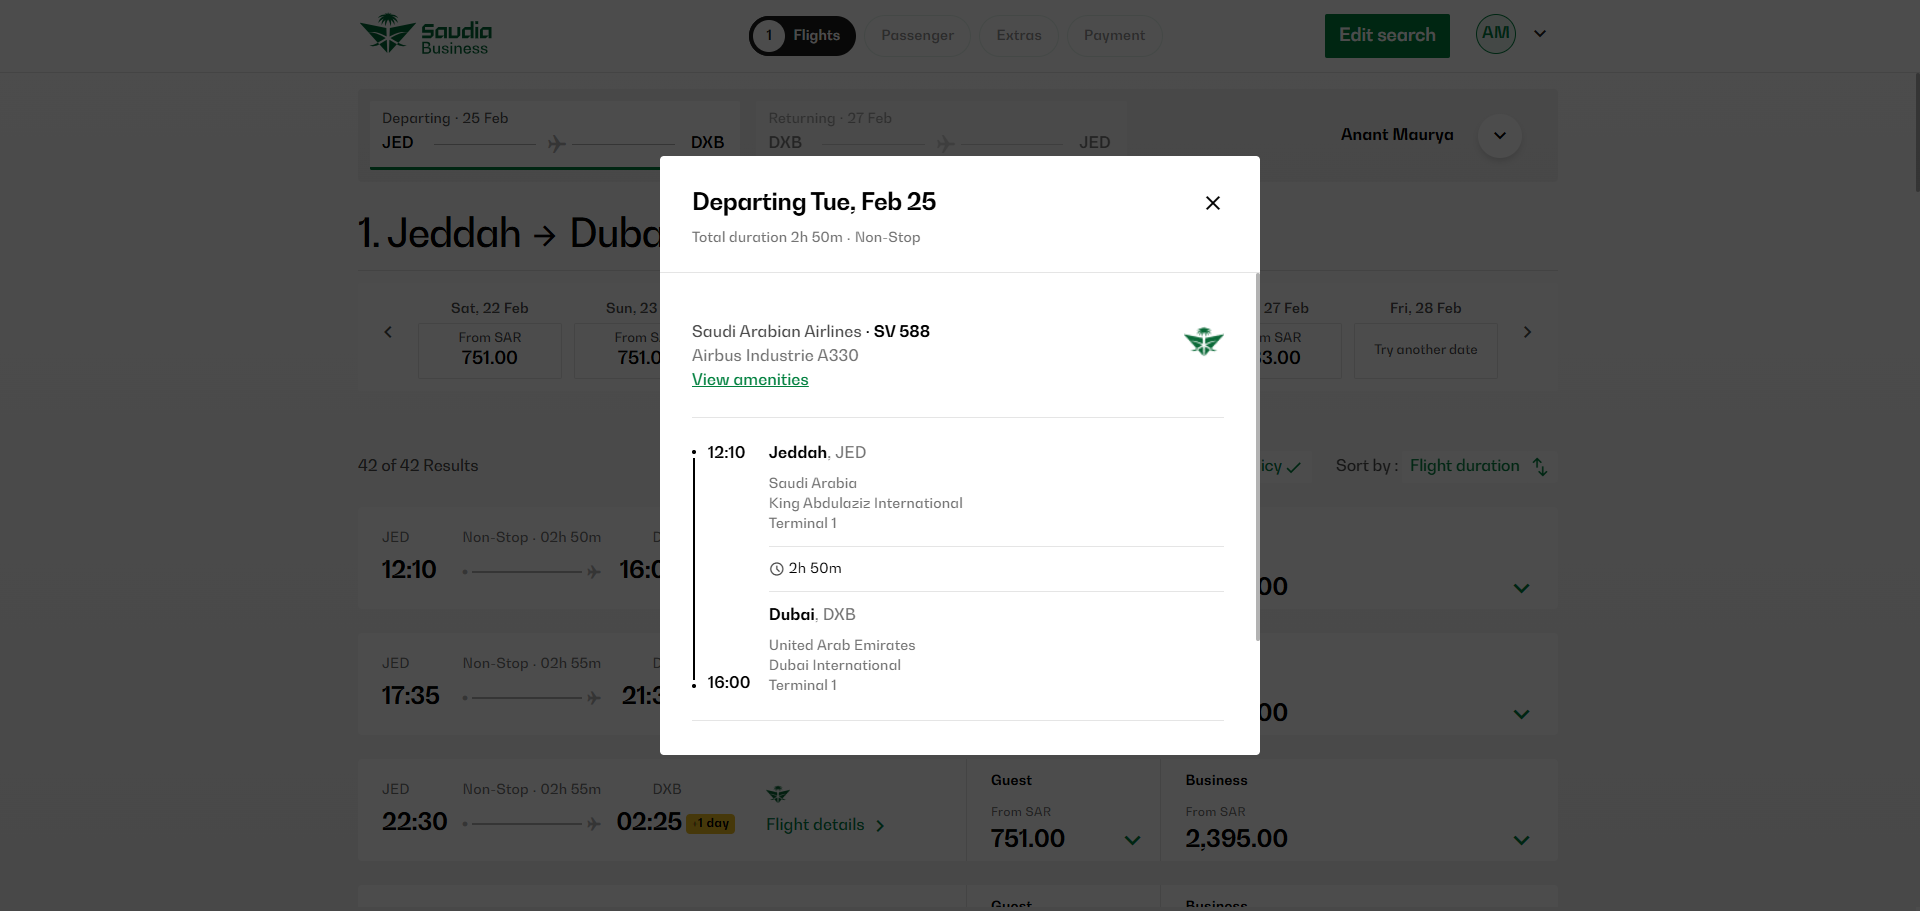 Saudia
Business
1 Flights
Passenger
Extras
Payment
Edit search
AM
Departing · 25 Feb
JED DXB
Returning · 27 Feb
DXB JED
Anant Maurya
1. Jeddah → Duba
Sat, 22 Feb
From SAR
751.00
Sun, 23
From S
751.0
27 Feb
m SAR
3.00
Fri, 28 Feb
Try another date
42 of 42 Results
icy
Sort by : Flight duration
JED Non-Stop · 02h 50m D
12:10 16:0
00
JED Non-Stop · 02h 55m D
17:35 21:3
00
JED Non-Stop · 02h 55m DXB
22:30 02:25 +1 day
Flight details
Guest
From SAR
751.00
Business
From SAR
2,395.00
Guest
Business
Departing Tue, Feb 25
Total duration 2h 50m · Non-Stop
Saudi Arabian Airlines · SV 588
Airbus Industrie A330
View amenities
12:10 Jeddah, JED
Saudi Arabia
King Abdulaziz International
Terminal 1
2h 50m
Dubai, DXB
United Arab Emirates
Dubai International
16:00 Terminal 1